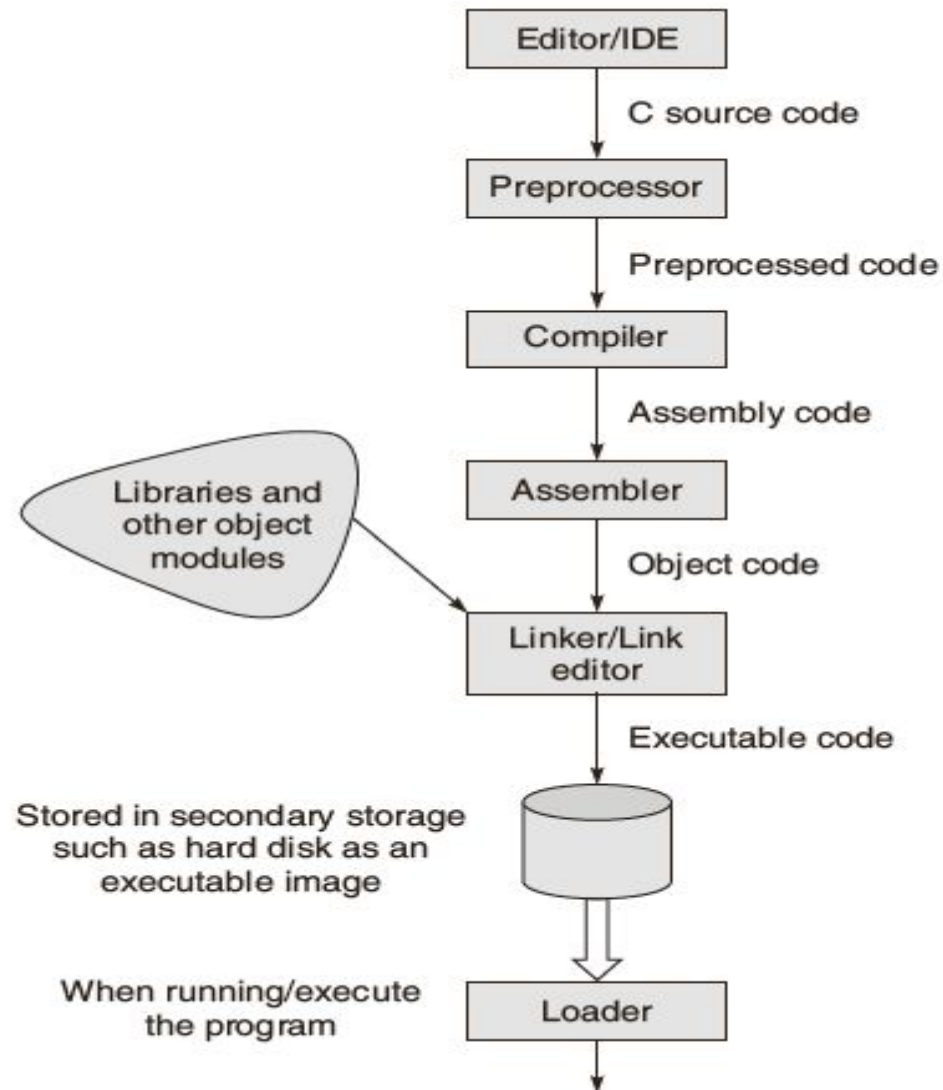 Editor/IDE
C source code
Preprocessor
Preprocessed code
Compiler
Assembly code
Libraries and
other object
modules
Assembler
Object code
Linker/Link
editor
Executable code
Stored in secondary storage
such as hard disk as an
executable image
When running/execute
the program
Loader